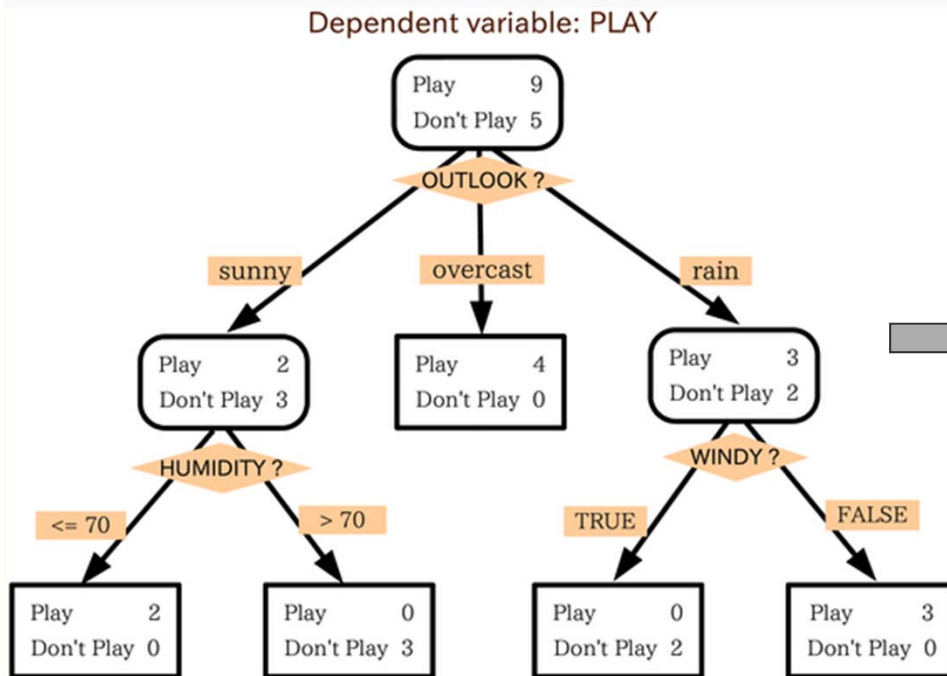 Dependent variable: PLAY
Play 9
Don't Play 5
OUTLOOK ?
sunny
overcast
rain
Play 2
Don't Play 3
Play 4
Don't Play 0
Play 3
Don't Play 2
HUMIDITY ?
WINDY ?
<= 70
> 70
TRUE
FALSE
Play 2
Don't Play 0
Play 0
Don't Play 3
Play 0
Don't Play 2
Play 3
Don't Play 0